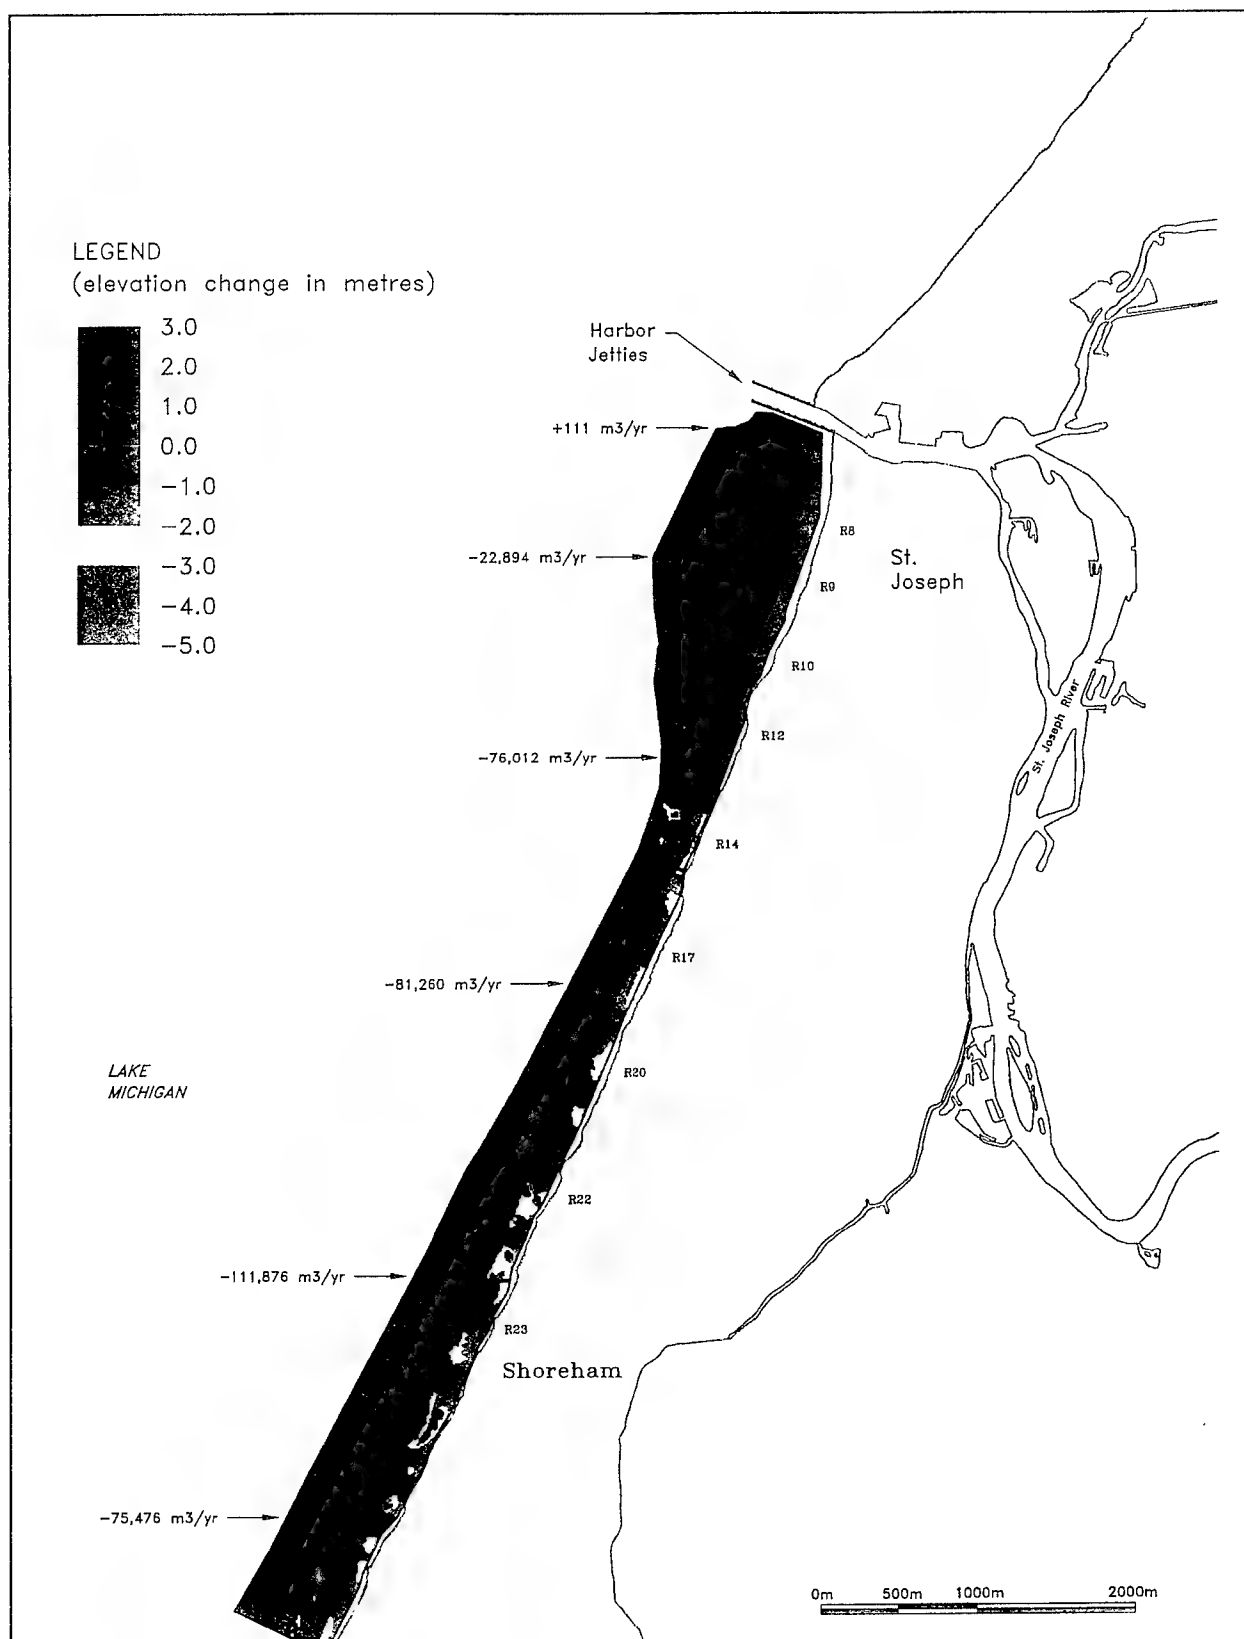 LEGEND
(elevation change in metres)
3.0
2.0
1.0
0.0
-1.0
-2.0
-3.0
-4.0
-5.0
Harbor
Jetties
+111 m3/yr
R8
-22,894 m3/yr
St.
Joseph
R9
R10
St. Joseph River
R12
-76,012 m3/yr
R14
R17
-81,260 m3/yr
LAKE
MICHIGAN
R20
R22
-111,876 m3/yr
R23
Shoreham
-75,476 m3/yr
0m 500m 1000m 2000m